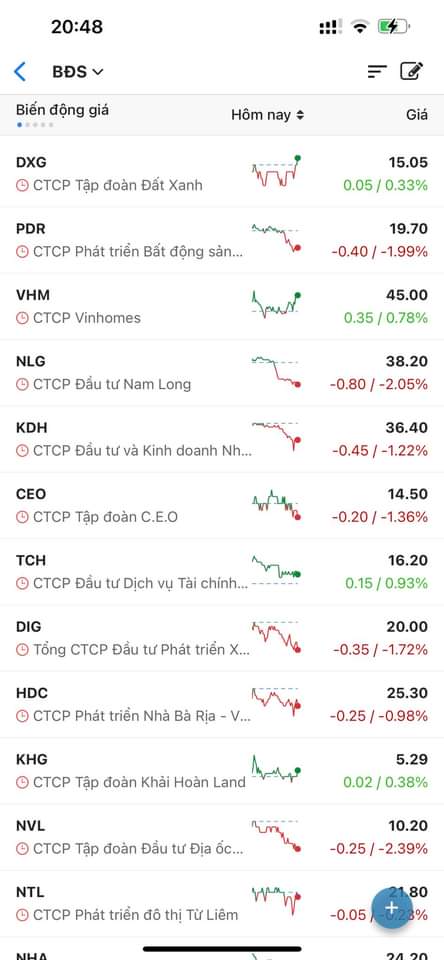 20:48
BĐS
Biến động giá Hôm nay Giá
DXG 15.05
CTCP Tập đoàn Đất Xanh 0.05 / 0.33%
PDR 19.70
CTCP Phát triển Bất động sản... -0.40 / -1.99%
VHM 45.00
CTCP Vinhomes 0.35 / 0.78%
NLG 38.20
CTCP Đầu tư Nam Long -0.80 / -2.05%
KDH 36.40
CTCP Đầu tư và Kinh doanh Nh... -0.45 / -1.22%
CEO 14.50
CTCP Tập đoàn C.E.O -0.20 / -1.36%
TCH 16.20
CTCP Đầu tư Dịch vụ Tài chính... 0.15 / 0.93%
DIG 20.00
Tổng CTCP Đầu tư Phát triển X... -0.35 / -1.72%
HDC 25.30
CTCP Phát triển Nhà Bà Rịa - V... -0.25 / -0.98%
KHG 5.29
CTCP Tập đoàn Khải Hoàn Land 0.02 / 0.38%
NVL 10.20
CTCP Tập đoàn Đầu tư Địa ốc... -0.25 / -2.39%
NTL 21.80
CTCP Phát triển đô thị Từ Liêm -0.05 / -0.23%
NHA 24.20